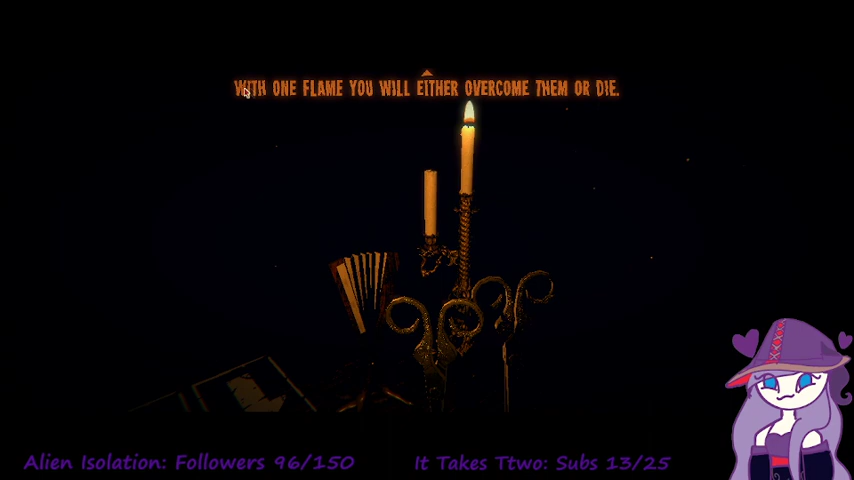 WITH ONE FLAME YOU WILL EITHER OVERCOME THEM OR DIE.
Alien Isolation: Followers 96/150
It Takes Ttwo: Subs 13/25